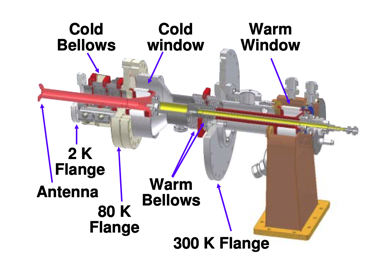 Cold
Bellows
Cold
window
Warm
Window
2 K
Flange
Antenna
80 K
Flange
Warm
Bellows
300 K Flange